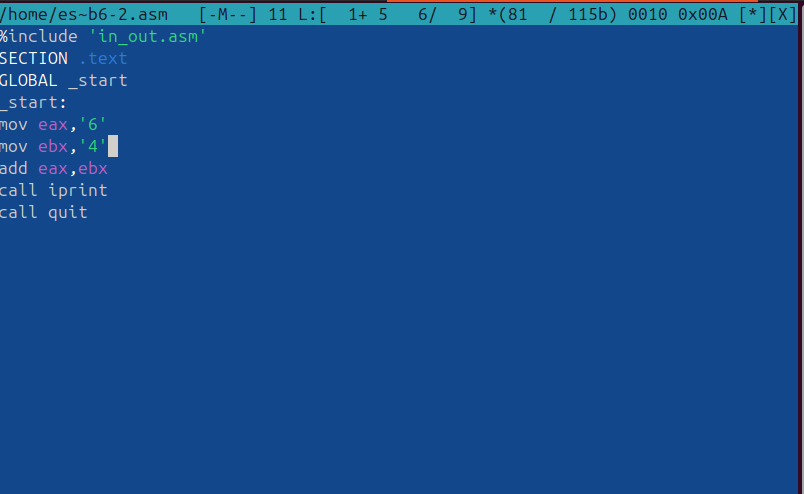 /home/es~b6-2.asm   [-M--] 11 L:[  1+ 5   6/  9] *(81  / 115b) 0010 0x00A [*][X]
%include 'in_out.asm'
SECTION .text
GLOBAL _start
_start:
mov eax,'6'
mov ebx,'4'
add eax,ebx
call iprint
call quit